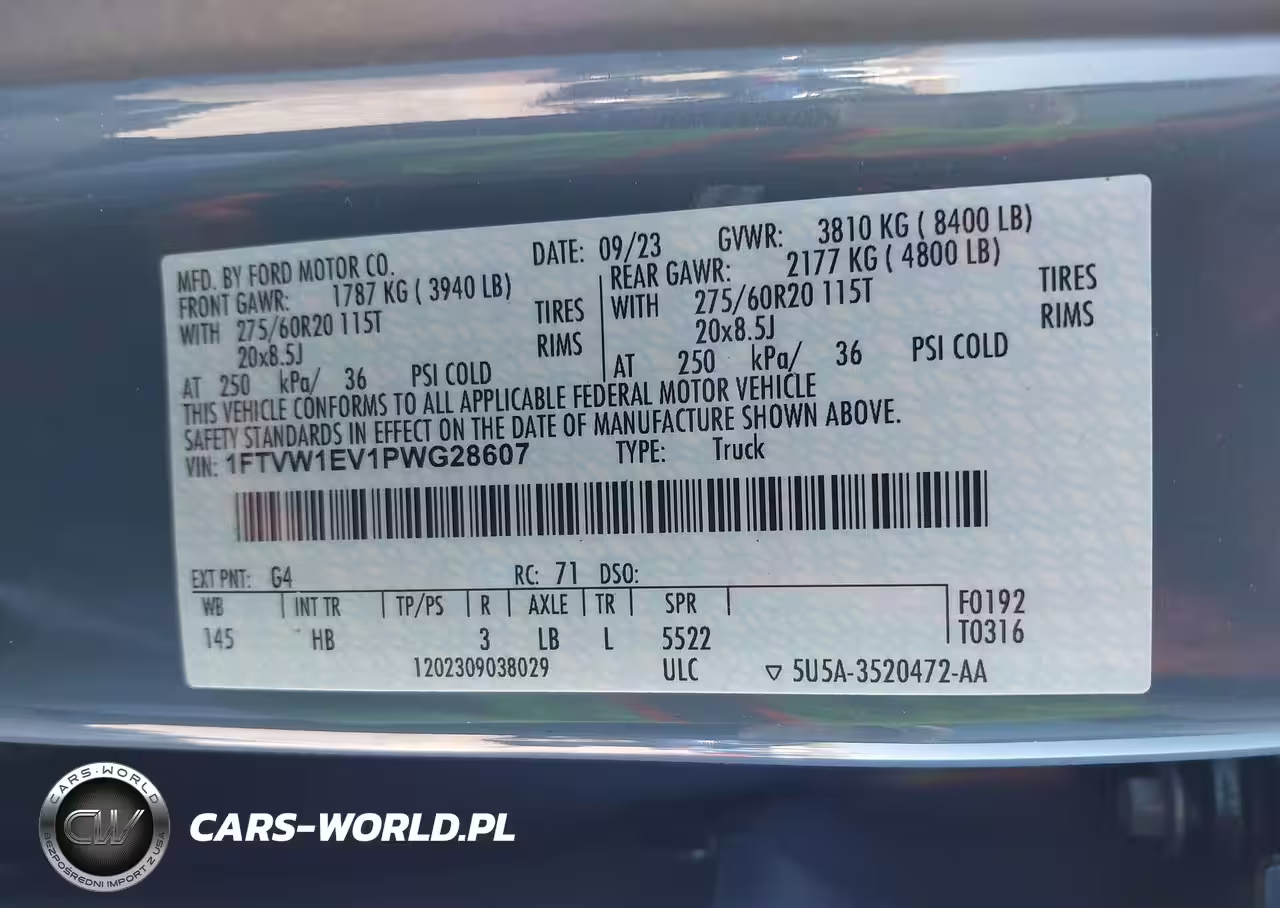 MFD. BY FORD MOTOR CO. DATE: 09/23 GVWR: 3810 KG ( 8400 LB)
FRONT GAWR: 1787 KG ( 3940 LB) REAR GAWR: 2177 KG ( 4800 LB)
WITH 275/60R20 115T TIRES WITH 275/60R20 115T TIRES
20x8.5J RIMS 20x8.5J RIMS
AT 250 kPa/ 36 PSI COLD AT 250 kPa/ 36 PSI COLD
THIS VEHICLE CONFORMS TO ALL APPLICABLE FEDERAL MOTOR VEHICLE
SAFETY STANDARDS IN EFFECT ON THE DATE OF MANUFACTURE SHOWN ABOVE.
VIN: 1FTVW1EV1PWG28607 TYPE: Truck
EXT PNT: G4 RC: 71 DSO:
WB INT TR TP/PS R AXLE TR SPR F0192
145 HB 3 LB L 5522 T0316
1202309038029 ULC ▽ 5U5A-3520472-AA
CARS-WORLD
CW
BEZPOŚREDNI IMPORT Z USA
CARS-WORLD.PL